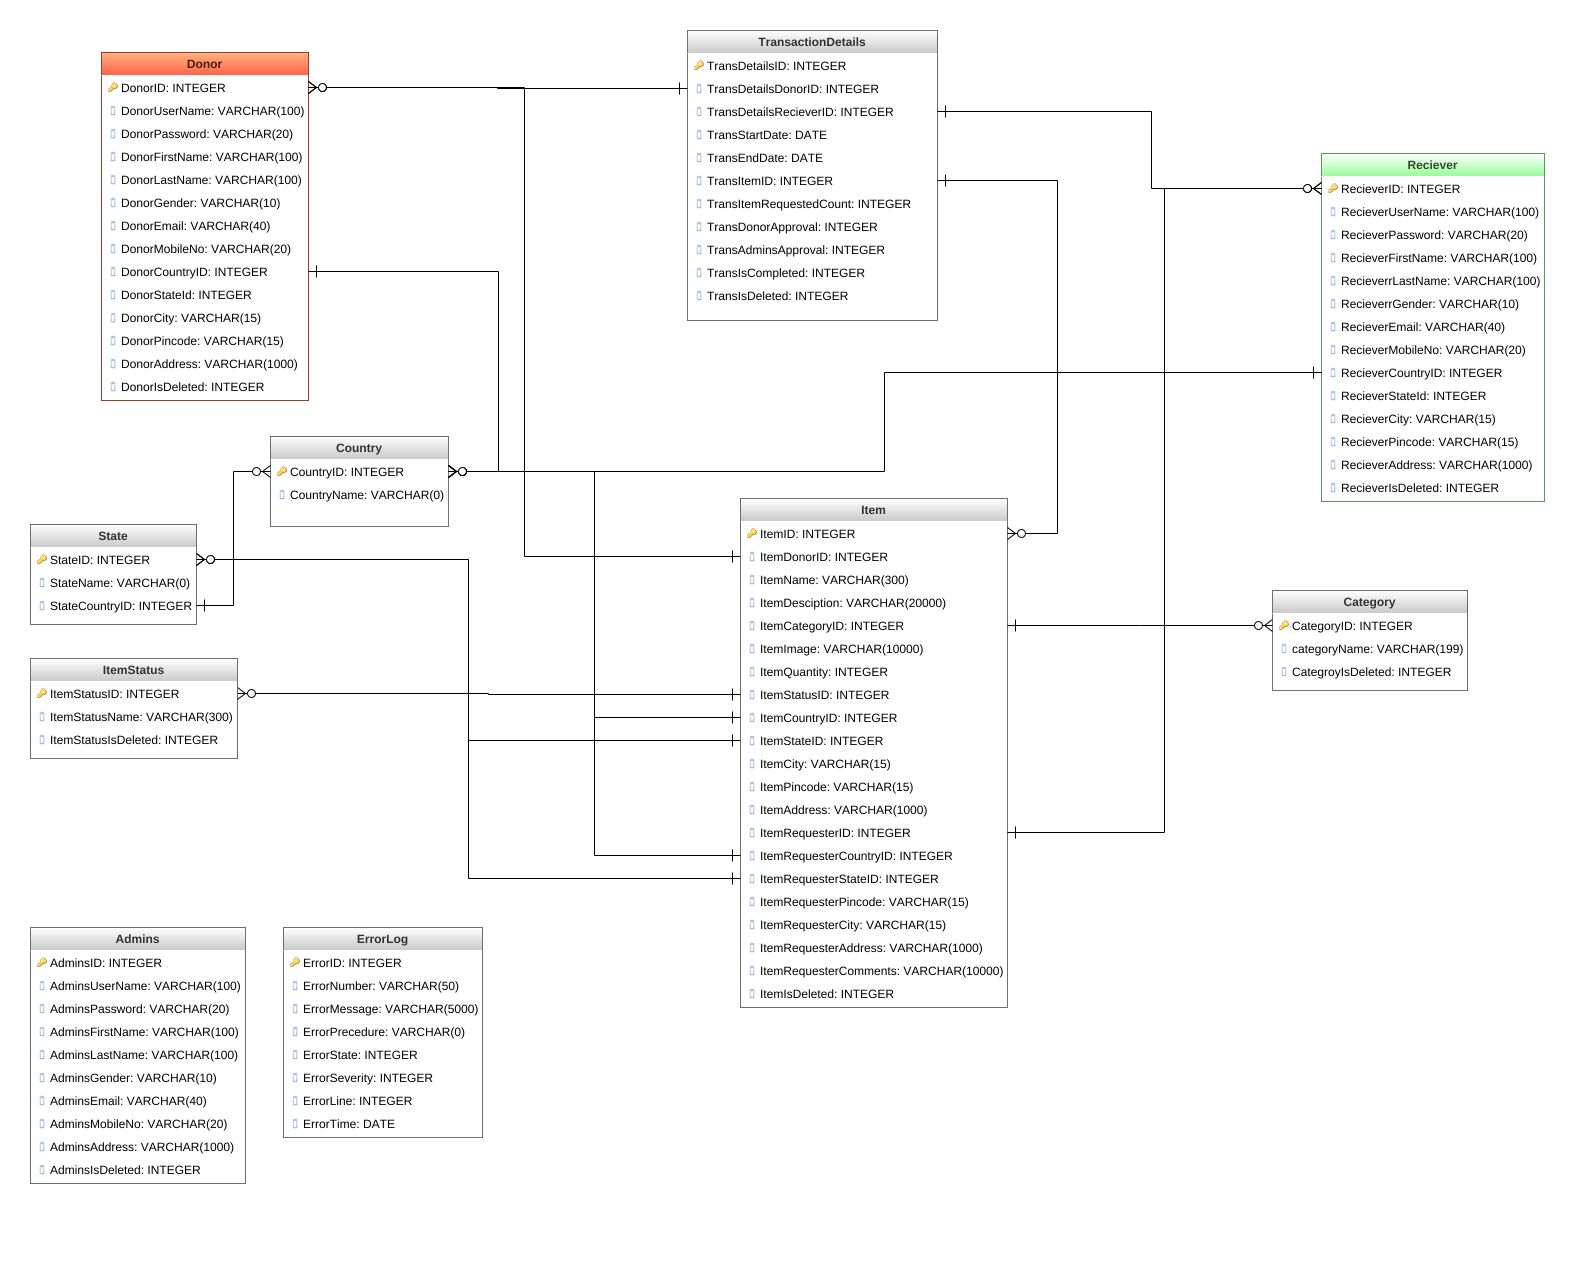 Donor
DonorID: INTEGER
DonorUserName: VARCHAR(100)
DonorPassword: VARCHAR(20)
DonorFirstName: VARCHAR(100)
DonorLastName: VARCHAR(100)
DonorGender: VARCHAR(10)
DonorEmail: VARCHAR(40)
DonorMobileNo: VARCHAR(20)
DonorCountryID: INTEGER
DonorStateId: INTEGER
DonorCity: VARCHAR(15)
DonorPincode: VARCHAR(15)
DonorAddress: VARCHAR(1000)
DonorIsDeleted: INTEGER
TransactionDetails
TransDetailsID: INTEGER
TransDetailsDonorID: INTEGER
TransDetailsRecieverID: INTEGER
TransStartDate: DATE
TransEndDate: DATE
TransItemID: INTEGER
TransItemRequestedCount: INTEGER
TransDonorApproval: INTEGER
TransAdminsApproval: INTEGER
TransIsCompleted: INTEGER
TransIsDeleted: INTEGER
Reciever
RecieverID: INTEGER
RecieverUserName: VARCHAR(100)
RecieverPassword: VARCHAR(20)
RecieverFirstName: VARCHAR(100)
RecieverrLastName: VARCHAR(100)
RecieverrGender: VARCHAR(10)
RecieverEmail: VARCHAR(40)
RecieverMobileNo: VARCHAR(20)
RecieverCountryID: INTEGER
RecieverStateId: INTEGER
RecieverCity: VARCHAR(15)
RecieverPincode: VARCHAR(15)
RecieverAddress: VARCHAR(1000)
RecieverIsDeleted: INTEGER
Country
CountryID: INTEGER
CountryName: VARCHAR(0)
State
StateID: INTEGER
StateName: VARCHAR(0)
StateCountryID: INTEGER
ItemStatus
ItemStatusID: INTEGER
ItemStatusName: VARCHAR(300)
ItemStatusIsDeleted: INTEGER
Item
ItemID: INTEGER
ItemDonorID: INTEGER
ItemName: VARCHAR(300)
ItemDesciption: VARCHAR(20000)
ItemCategoryID: INTEGER
ItemImage: VARCHAR(10000)
ItemQuantity: INTEGER
ItemStatusID: INTEGER
ItemCountryID: INTEGER
ItemStateID: INTEGER
ItemCity: VARCHAR(15)
ItemPincode: VARCHAR(15)
ItemAddress: VARCHAR(1000)
ItemRequesterID: INTEGER
ItemRequesterCountryID: INTEGER
ItemRequesterStateID: INTEGER
ItemRequesterPincode: VARCHAR(15)
ItemRequesterCity: VARCHAR(15)
ItemRequesterAddress: VARCHAR(1000)
ItemRequesterComments: VARCHAR(10000)
ItemIsDeleted: INTEGER
Category
CategoryID: INTEGER
categoryName: VARCHAR(199)
CategroyIsDeleted: INTEGER
Admins
AdminsID: INTEGER
AdminsUserName: VARCHAR(100)
AdminsPassword: VARCHAR(20)
AdminsFirstName: VARCHAR(100)
AdminsLastName: VARCHAR(100)
AdminsGender: VARCHAR(10)
AdminsEmail: VARCHAR(40)
AdminsMobileNo: VARCHAR(20)
AdminsAddress: VARCHAR(1000)
AdminsIsDeleted: INTEGER
ErrorLog
ErrorID: INTEGER
ErrorNumber: VARCHAR(50)
ErrorMessage: VARCHAR(5000)
ErrorPrecedure: VARCHAR(0)
ErrorState: INTEGER
ErrorSeverity: INTEGER
ErrorLine: INTEGER
ErrorTime: DATE